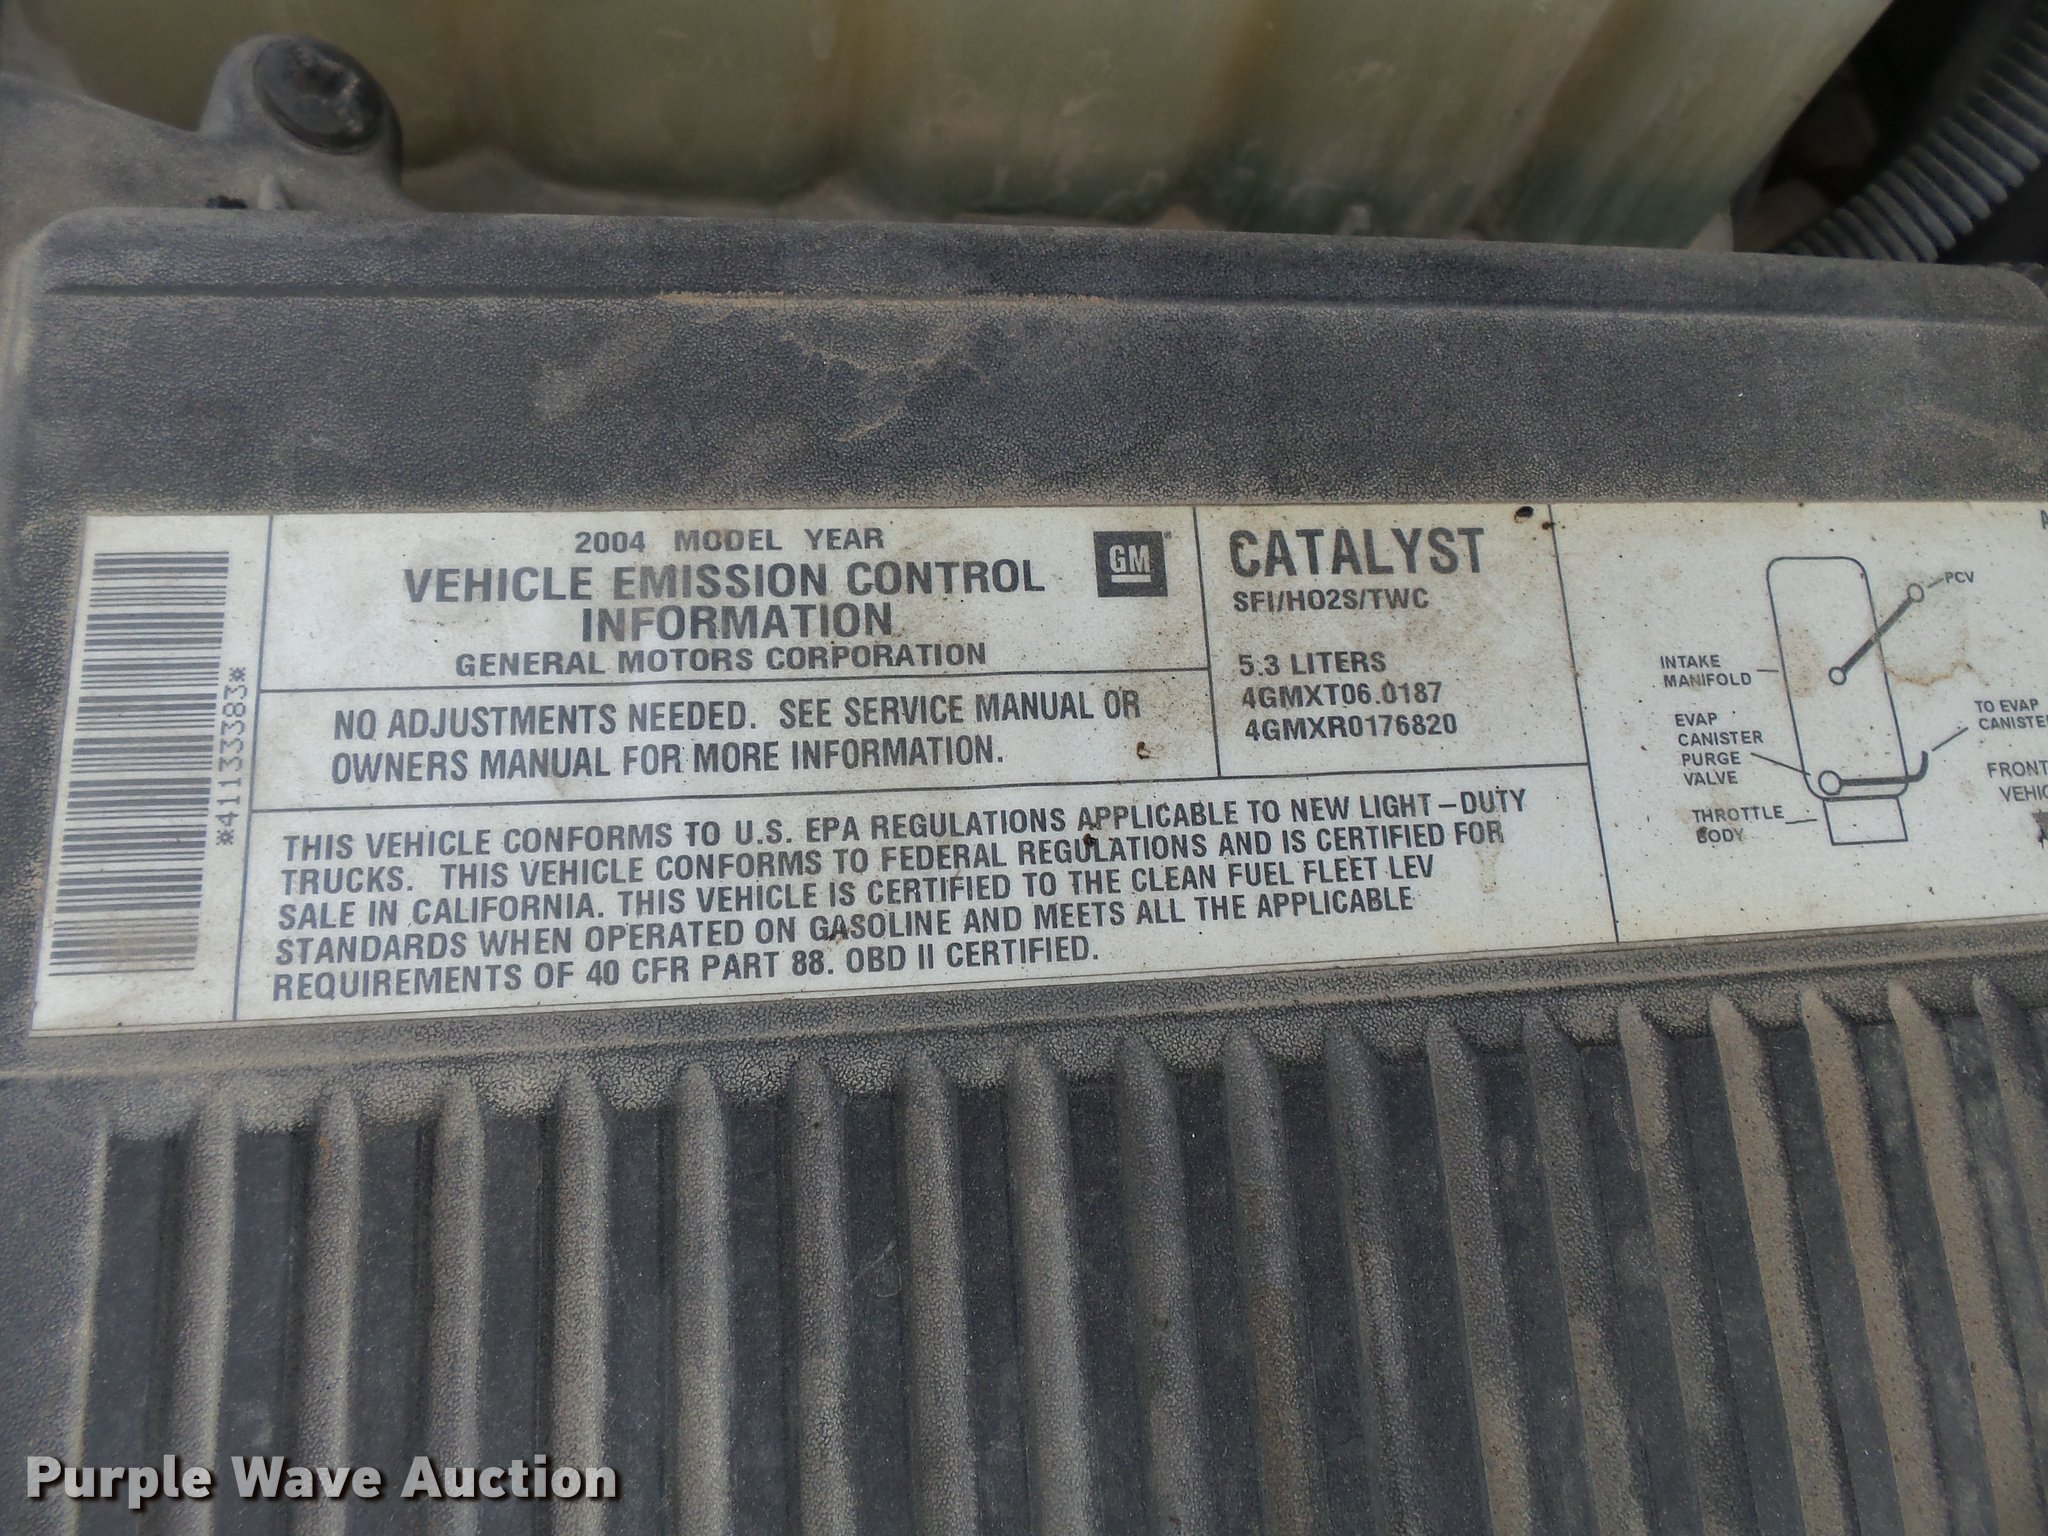 2004 MODEL YEAR
VEHICLE EMISSION CONTROL
INFORMATION
GENERAL MOTORS CORPORATION
GM
NO ADJUSTMENTS NEEDED. SEE SERVICE MANUAL OR
OWNERS MANUAL FOR MORE INFORMATION.
CATALYST
SFI/HO2S/TWC
5.3 LITERS
4GMXT06.0187
4GMXR0176820
THIS VEHICLE CONFORMS TO U.S. EPA REGULATIONS APPLICABLE TO NEW LIGHT-DUTY
TRUCKS. THIS VEHICLE CONFORMS TO FEDERAL REGULATIONS AND IS CERTIFIED FOR
SALE IN CALIFORNIA. THIS VEHICLE IS CERTIFIED TO THE CLEAN FUEL FLEET LEV
STANDARDS WHEN OPERATED ON GASOLINE AND MEETS ALL THE APPLICABLE
REQUIREMENTS OF 40 CFR PART 88. OBD II CERTIFIED.
*41133383*
PCV
INTAKE
MANIFOLD
EVAP
CANISTER
PURGE
VALVE
THROTTLE
BODY
TO EVAP
CANISTE
FRONT
VEHIC
Purple Wave Auction